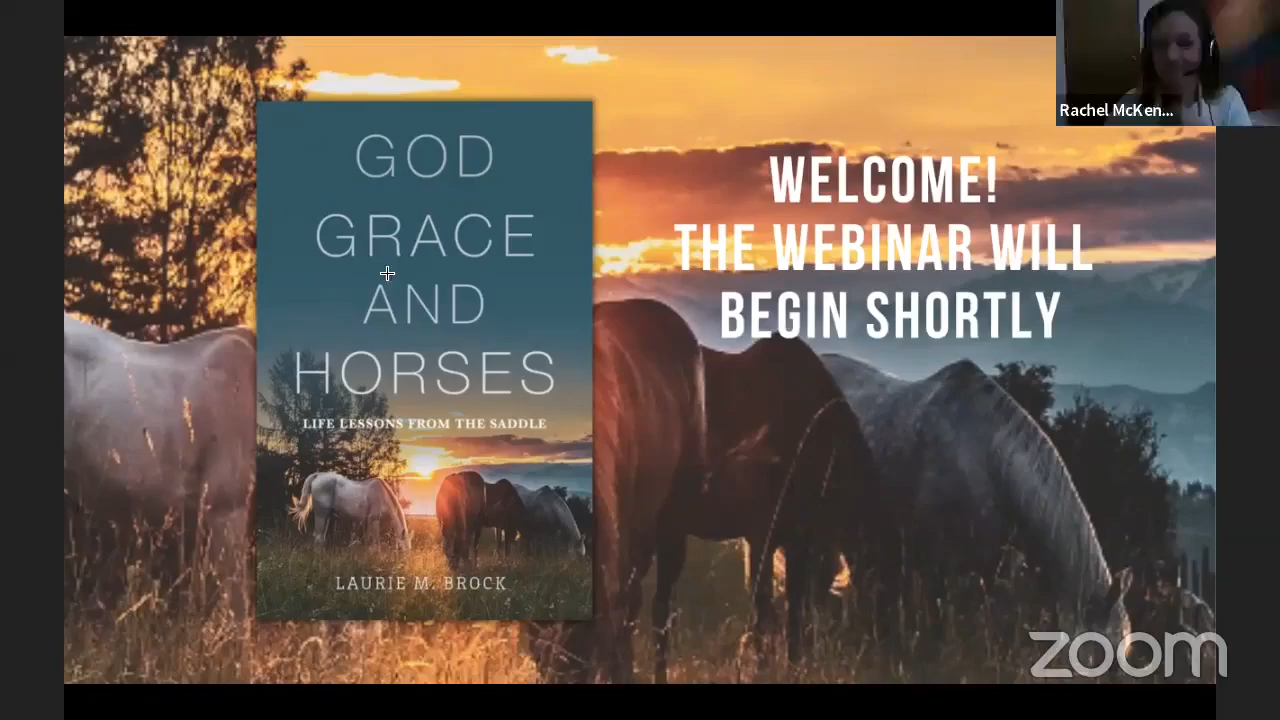 GOD
GRACE
AND
HORSES
LIFE LESSONS FROM THE SADDLE
LAURIE M. BROCK
WELCOME!
THE WEBINAR WILL
BEGIN SHORTLY
Rachel McKen...
zoom